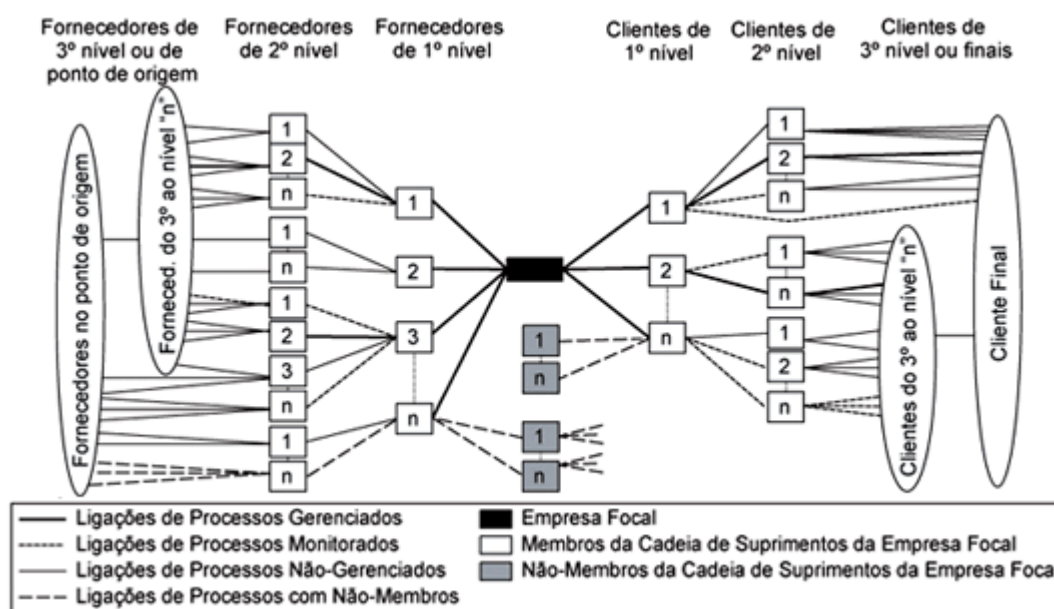 Fornecedores de
3º nível ou de
ponto de origem
Fornecedores
de 2º nível
Fornecedores
de 1º nível
Clientes de
1º nível
Clientes de
2º nível
Clientes de
3º nível ou finais
Fornecedores no ponto de origem
Forneced. do 3º ao nível "n"
1
2
n
1
n
1
2
3
n
1
n
1
2
3
n
1
n
1
n
1
2
n
1
2
n
1
n
1
2
n
Clientes do 3º ao nível "n"
Cliente Final
Ligações de Processos Gerenciados
Ligações de Processos Monitorados
Ligações de Processos Não-Gerenciados
Ligações de Processos com Não-Membros
Empresa Focal
Membros da Cadeia de Suprimentos da Empresa Focal
Não-Membros da Cadeia de Suprimentos da Empresa Foca